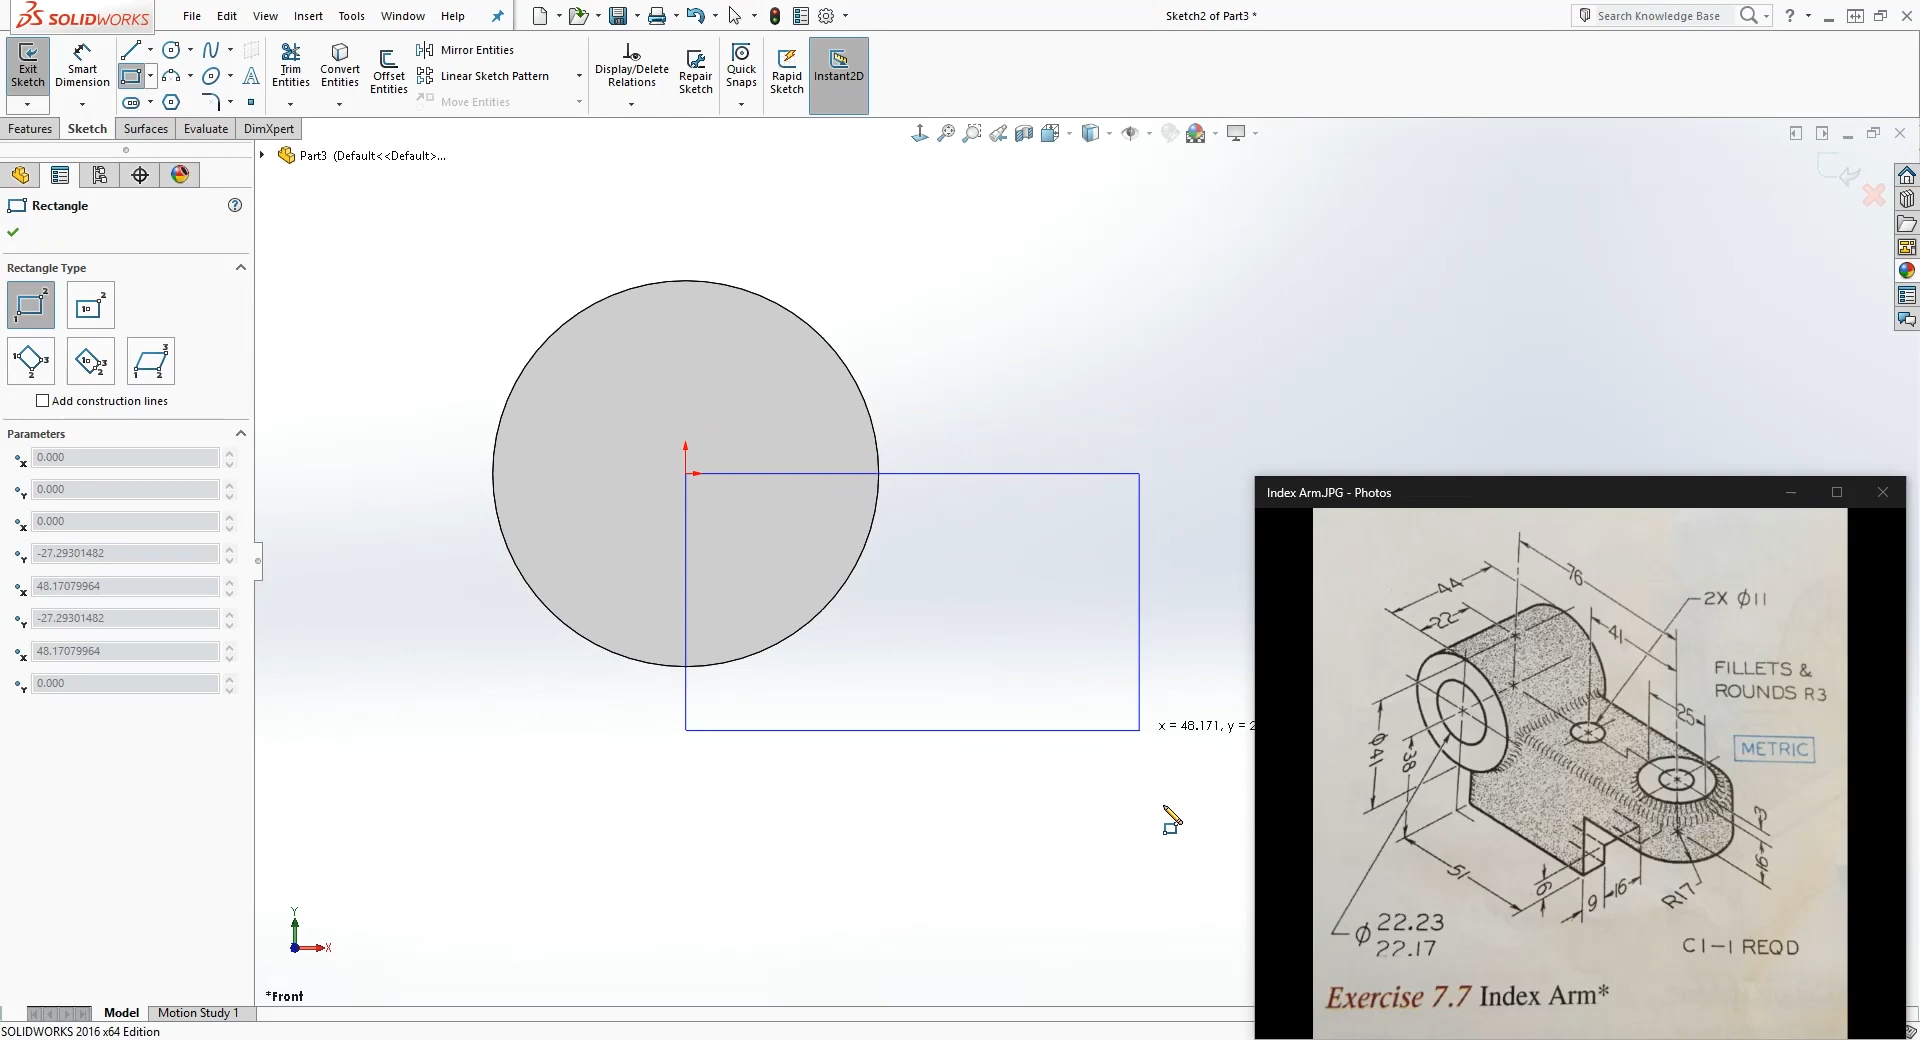 SOLIDWORKS
File Edit View Insert Tools Window Help
Sketch2 of Part3 *
Search Knowledge Base
Exit Sketch
Smart Dimension
Trim Entities
Convert Entities
Offset Entities
Mirror Entities
Linear Sketch Pattern
Move Entities
Display/Delete Relations
Repair Sketch
Quick Snaps
Rapid Sketch
Instant2D
Features Sketch Surfaces Evaluate DimXpert
Part3 (Default<<Default>...
Rectangle
Rectangle Type
Add construction lines
Parameters
0.000
0.000
0.000
-27.29301482
48.17079964
-27.29301482
48.17079964
0.000
x = 48.171, y = 2
Y
X
*Front
Model Motion Study 1
SOLIDWORKS 2016 x64 Edition
Index Arm.JPG - Photos
76
44
22
2X Ø11
41
FILLETS &
ROUNDS R3
25
METRIC
Ø41
38
3
16
51
6
9
16
R17
Ø 22.23
22.17
C1-1 REQD
Exercise 7.7 Index Arm*